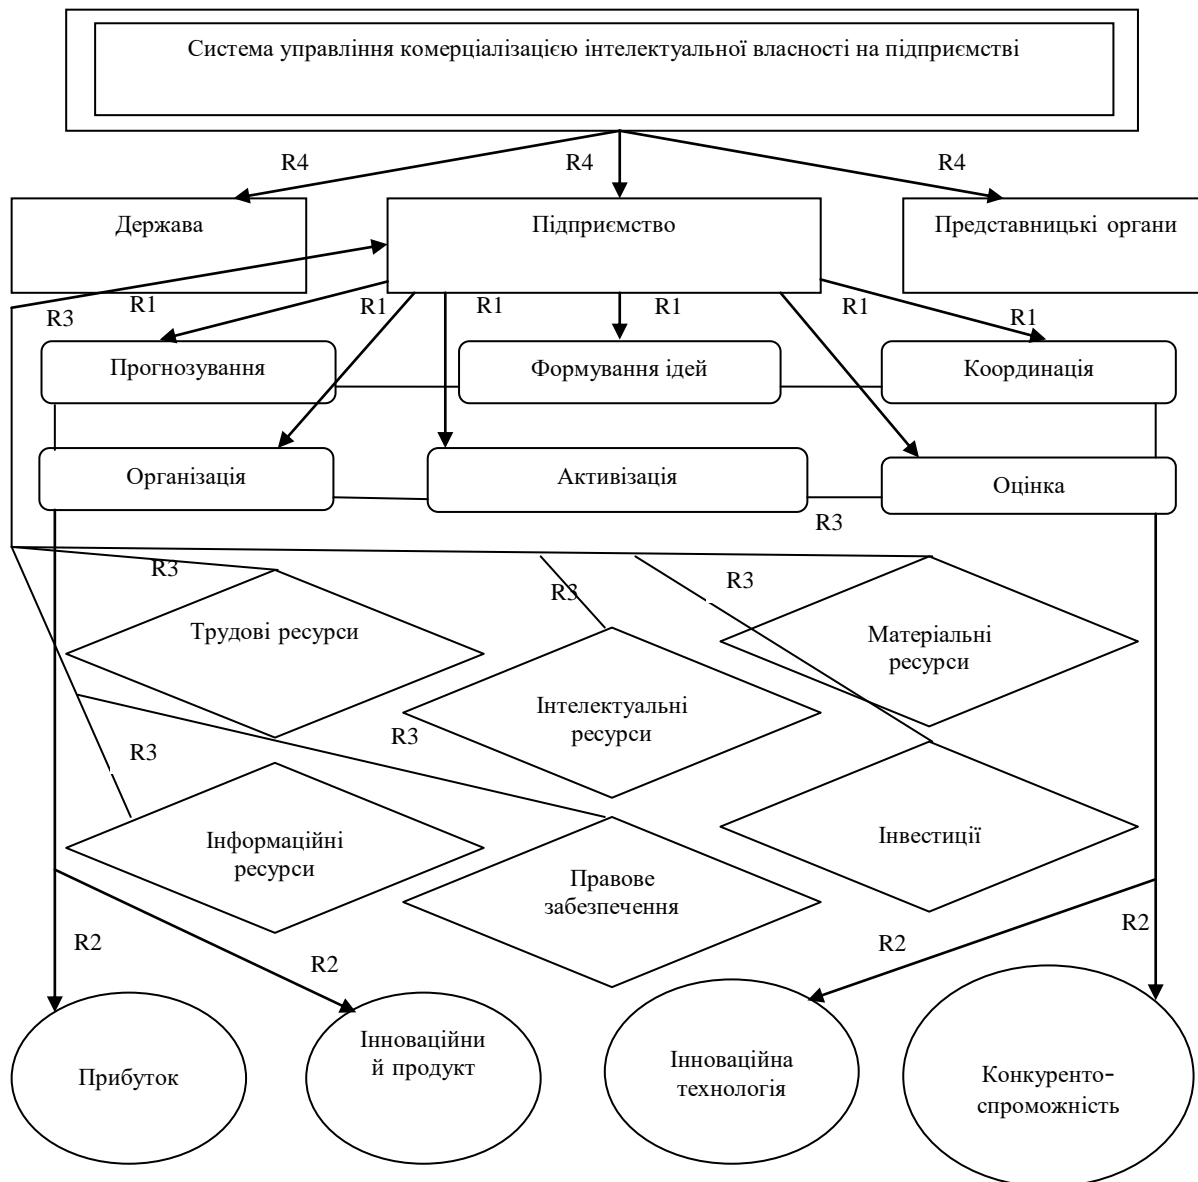 Система управління комерціалізацією інтелектуальної власності на підприємстві
R4
R4
R4
Держава
Підприємство
Представницькі органи
R3
R1
R1
R1
R1
R1
R1
Прогнозування
Формування ідей
Координація
Організація
Активізація
Оцінка
R3
R3
R3
R3
Трудові ресурси
Матеріальні
ресурси
Інтелектуальні
ресурси
R3
R3
Інформаційні
ресурси
Інвестиції
Правове
забезпечення
R2
R2
R2
R2
Прибуток
Інноваційни
й продукт
Інноваційна
технологія
Конкуренто-
спроможність